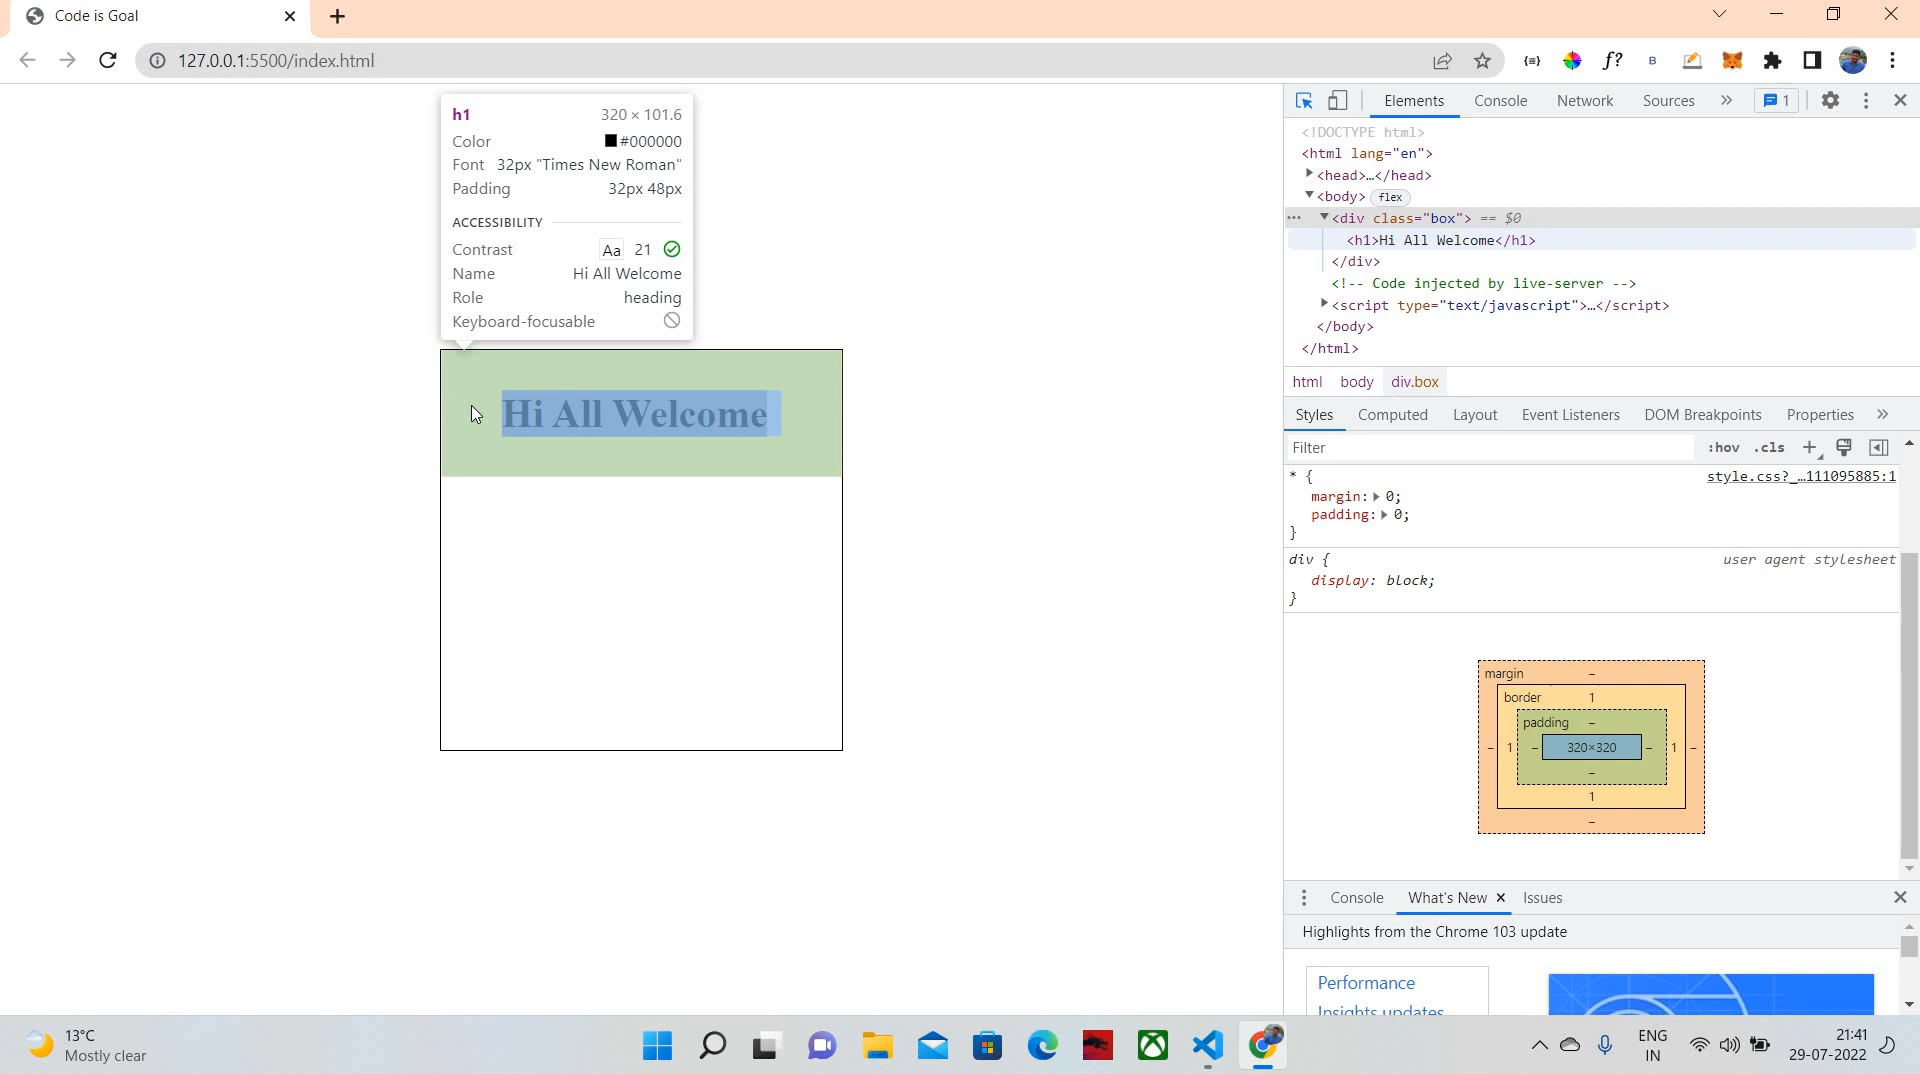 Code is Goal
127.0.0.1:5500/index.html
f?
B
h1 320 × 101.6
Color #000000
Font 32px "Times New Roman"
Padding 32px 48px
ACCESSIBILITY
Contrast Aa 21
Name Hi All Welcome
Role heading
Keyboard-focusable
Hi All Welcome
Elements Console Network Sources » 1
<!DOCTYPE html>
<html lang="en">
<head>…</head>
<body> flex
<div class="box"> == $0
<h1>Hi All Welcome</h1>
</div>
<!-- Code injected by live-server -->
<script type="text/javascript">…</script>
</body>
</html>
html body div.box
Styles Computed Layout Event Listeners DOM Breakpoints Properties »
Filter :hov .cls
* { style.css?_…111095885:1
margin: 0;
padding: 0;
}
div { user agent stylesheet
display: block;
}
margin –
border 1
padding –
– 1 – 320×320 – 1 –
–
1
–
Console What's New Issues
Highlights from the Chrome 103 update
Performance
Insights updates
13°C
Mostly clear
ENG
IN
21:41
29-07-2022